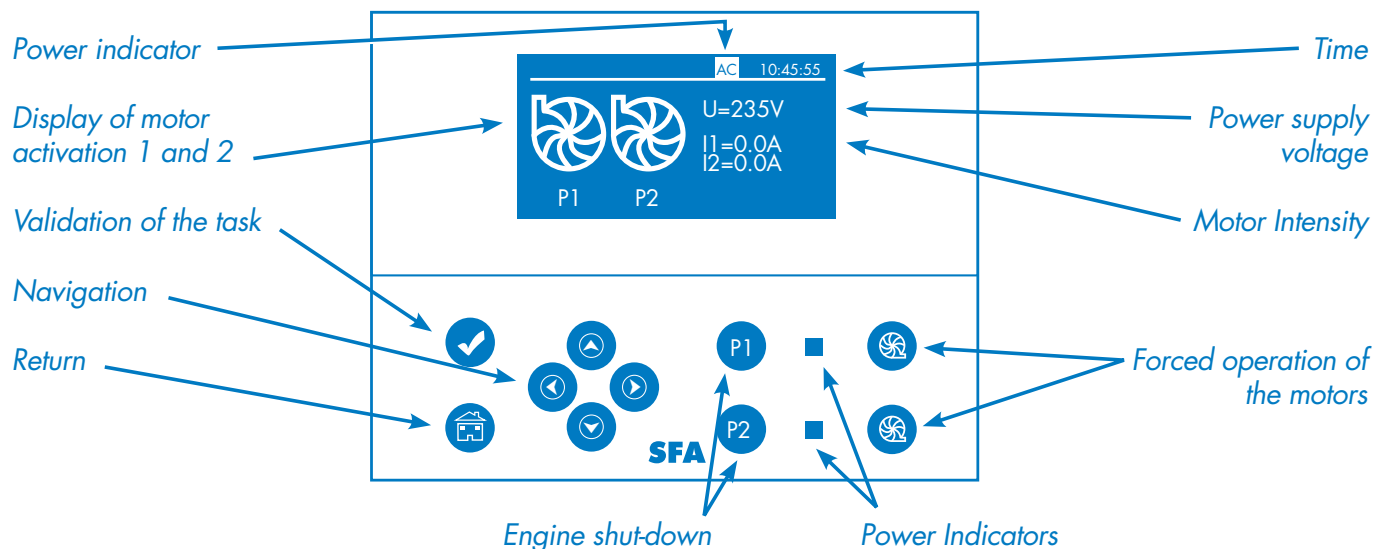 Power indicator
Display of motor
activation 1 and 2
Validation of the task
Navigation
Return
AC 10:45:55
U=235V
I1=0.0A
I2=0.0A
P1 P2
P1
P2
SFA
Time
Power supply
voltage
Motor Intensity
Forced operation of
the motors
Engine shut-down
Power Indicators